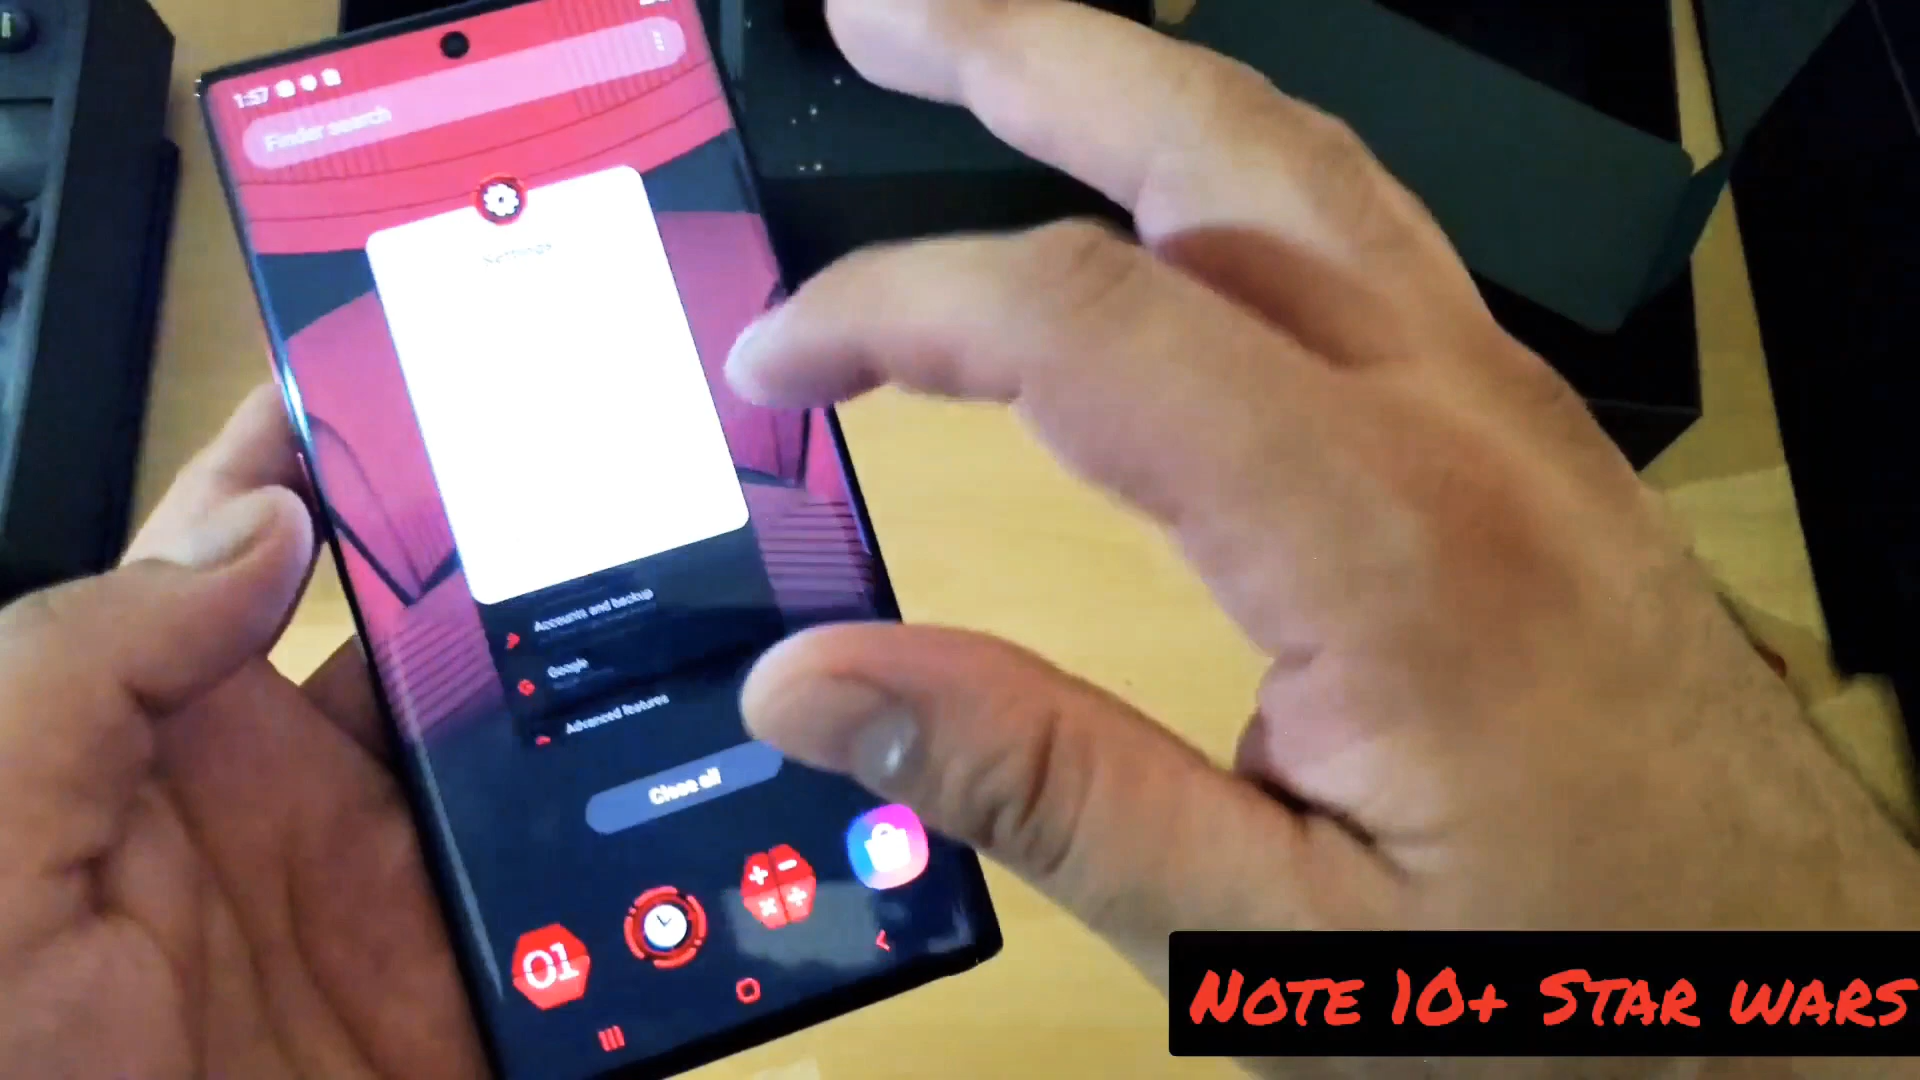 1:57
Finder search
Settings
Accounts and backup
Google
Advanced features
Close all
01
NOTE 10+ STAR WARS